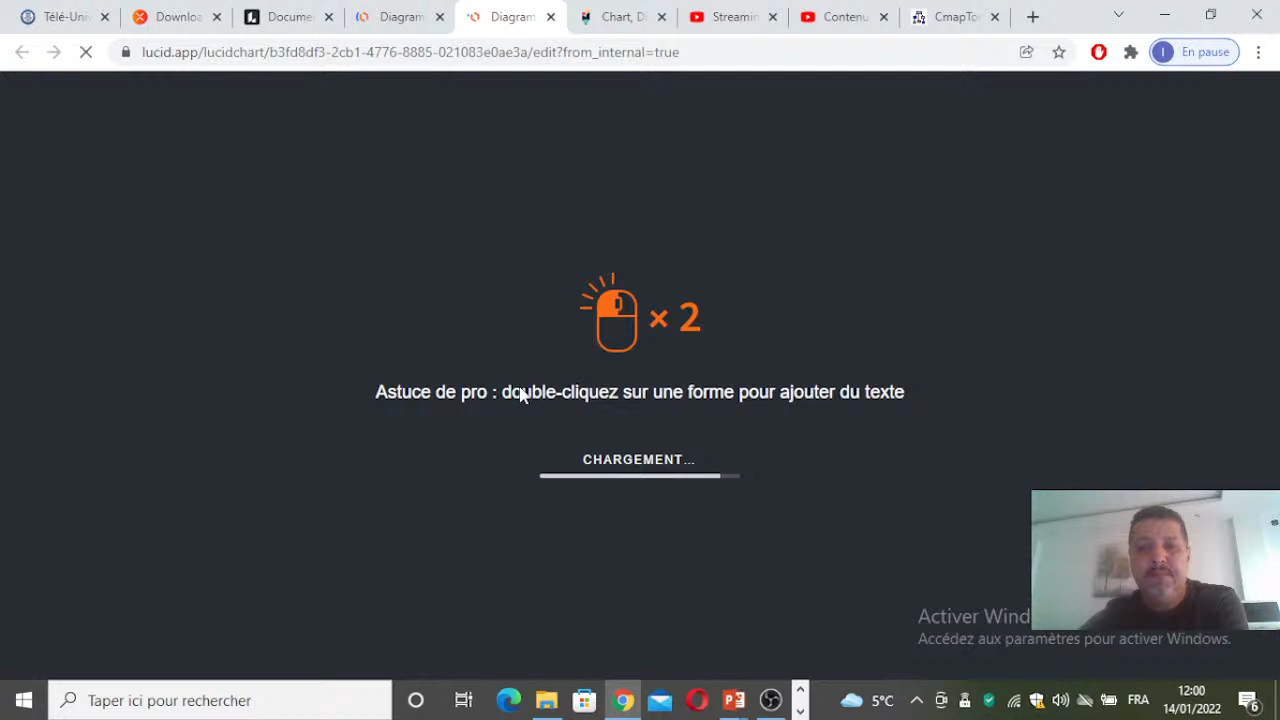 Télé-Univ
Downloa
Docume
Diagram
Diagram
Chart, Di
Streamin
Contenu
CmapTo
lucid.app/lucidchart/b3fd8df3-2cb1-4776-8885-021083e0ae3a/edit?from_internal=true
I
En pause
× 2
Astuce de pro : double-cliquez sur une forme pour ajouter du texte
CHARGEMENT...
Activer Wind
Accédez aux paramètres pour activer Windows.
Taper ici pour rechercher
5°C
FRA
12:00
14/01/2022
6